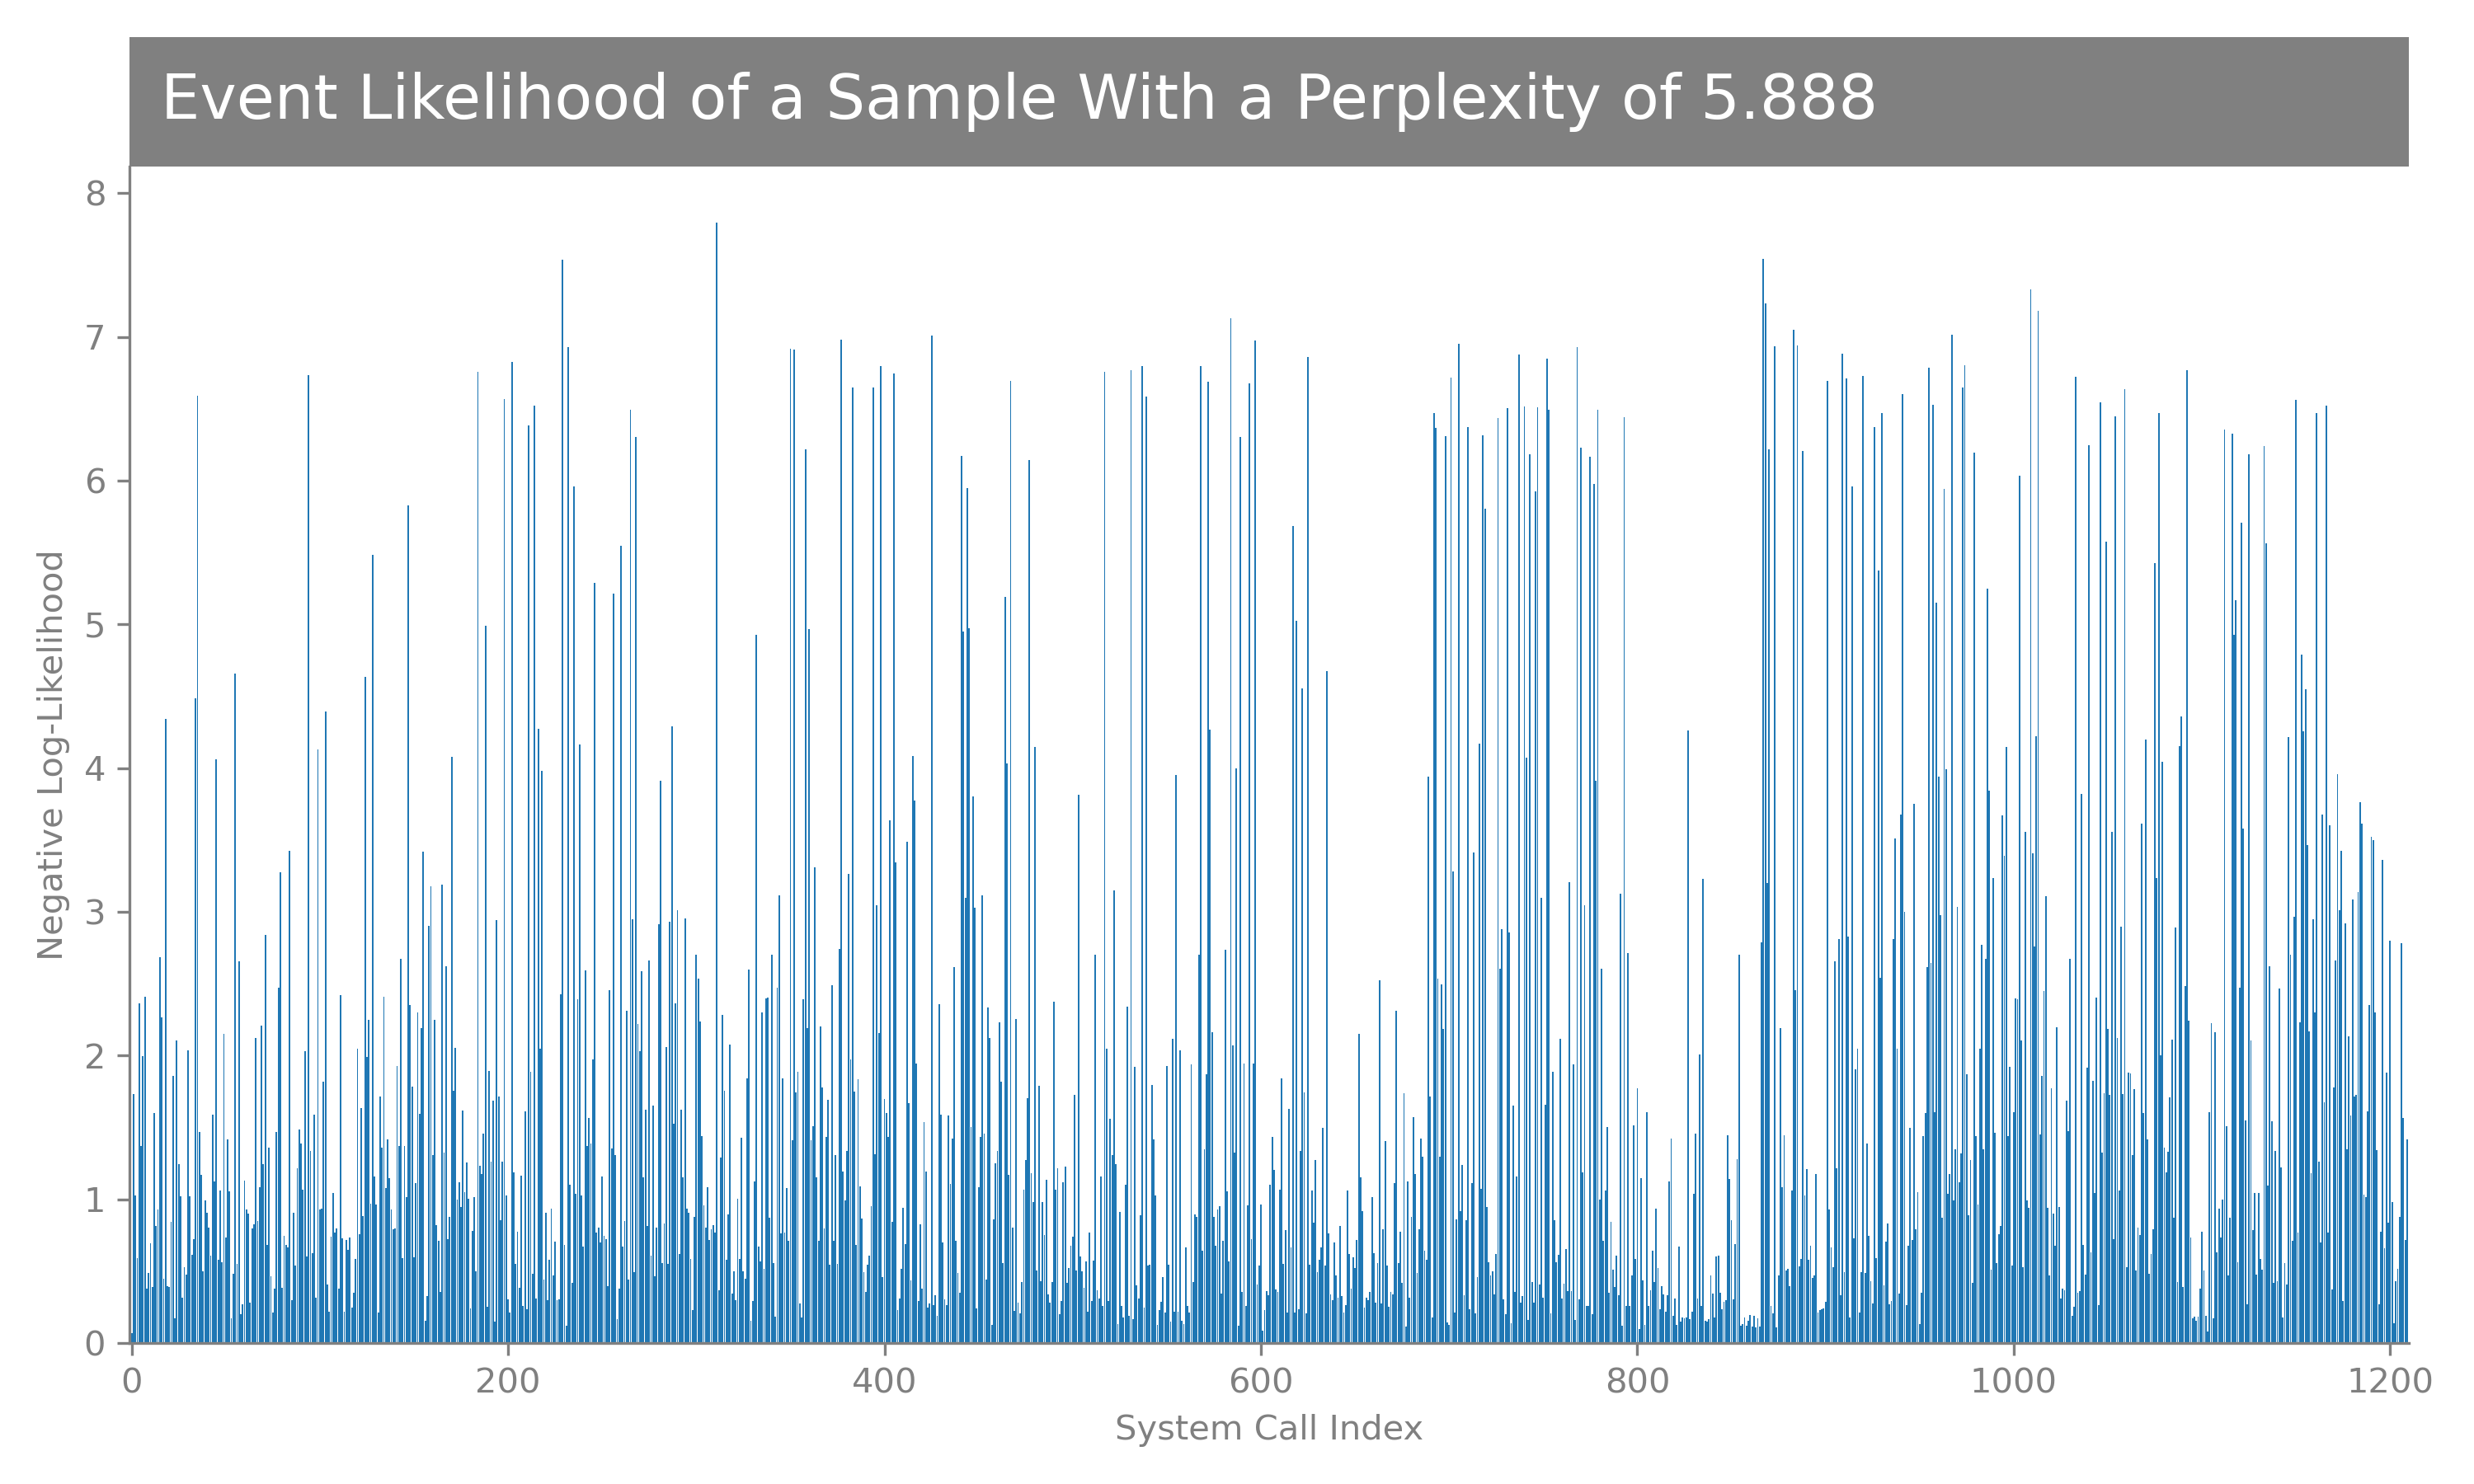 Event Likelihood of a Sample With a Perplexity of 5.888
8
7
6
5
4
3
2
1
0
Negative Log-Likelihood
0 200 400 600 800 1000 1200
System Call Index